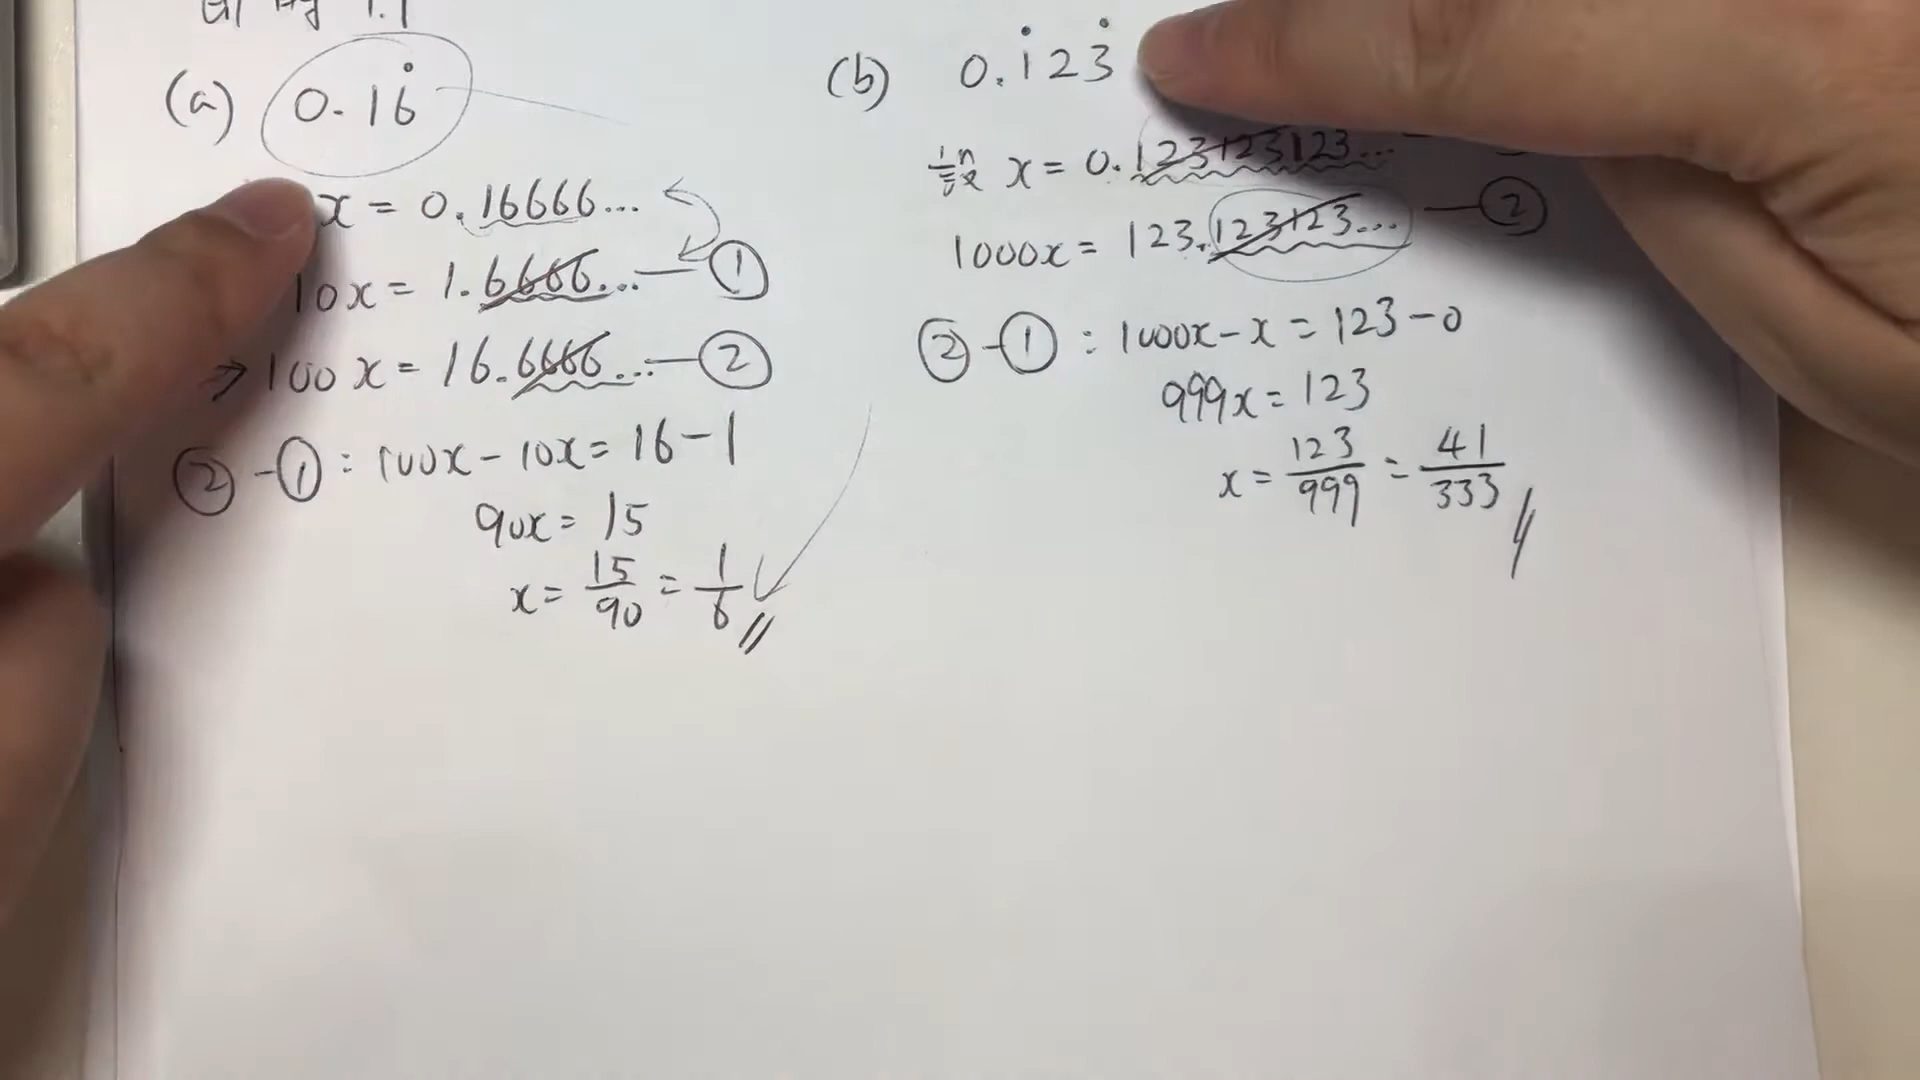 1.1
(a) 0.16̇
x = 0.16666...
10x = 1.6666... — ①
⇒ 100x = 16.6666... — ②
② - ① : 100x - 10x = 16 - 1
90x = 15
x = 15/90 = 1/6 //
(b) 0.1̇23̇
設 x = 0.123123123...
1000x = 123.123123... — ②
② - ① : 1000x - x = 123 - 0
999x = 123
x = 123/999 = 41/333 //